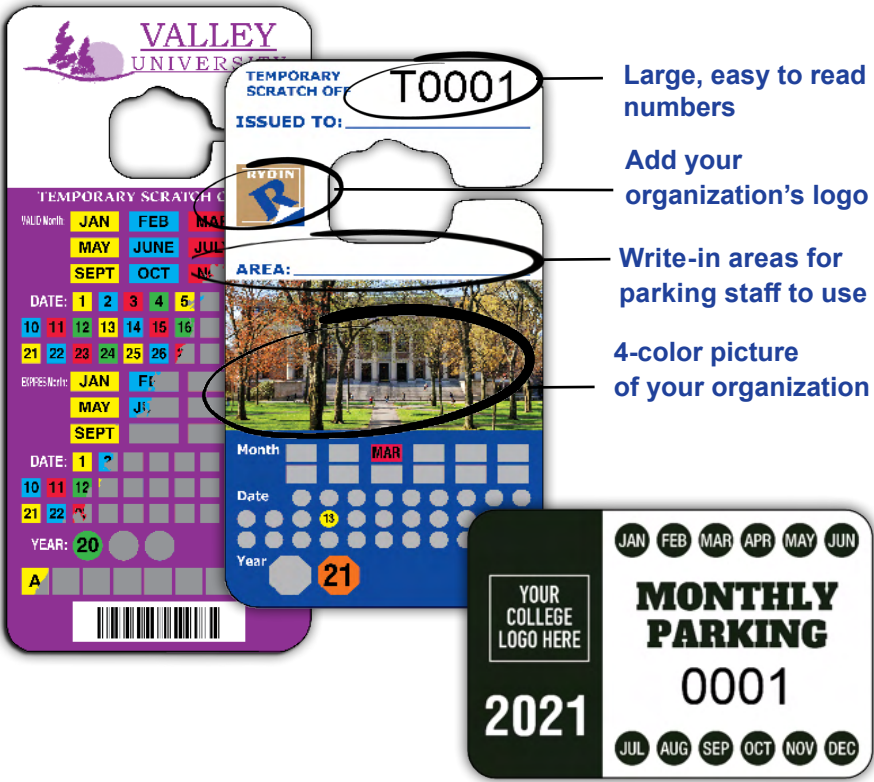 VALLEY
UNIVERSITY
TEMPORARY SCRATCH
VALID Month: JAN FEB MAR
MAY JUNE JULY
SEPT OCT
DATE: 1 2 3 4 5
10 11 12 13 14 15 16
21 22 23 24 25 26
EXPIRES Month: JAN
MAY
SEPT
DATE: 1 2
10 11 12
21 22
YEAR: 20
A
TEMPORARY
SCRATCH OFF
T0001
ISSUED TO:
RYDIN
R
AREA:
Month MAR
Date
13
Year
21
Large, easy to read
numbers
Add your
organization's logo
Write-in areas for
parking staff to use
4-color picture
of your organization
YOUR
COLLEGE
LOGO HERE
2021
JAN FEB MAR APR MAY JUN
MONTHLY
PARKING
0001
JUL AUG SEP OCT NOV DEC